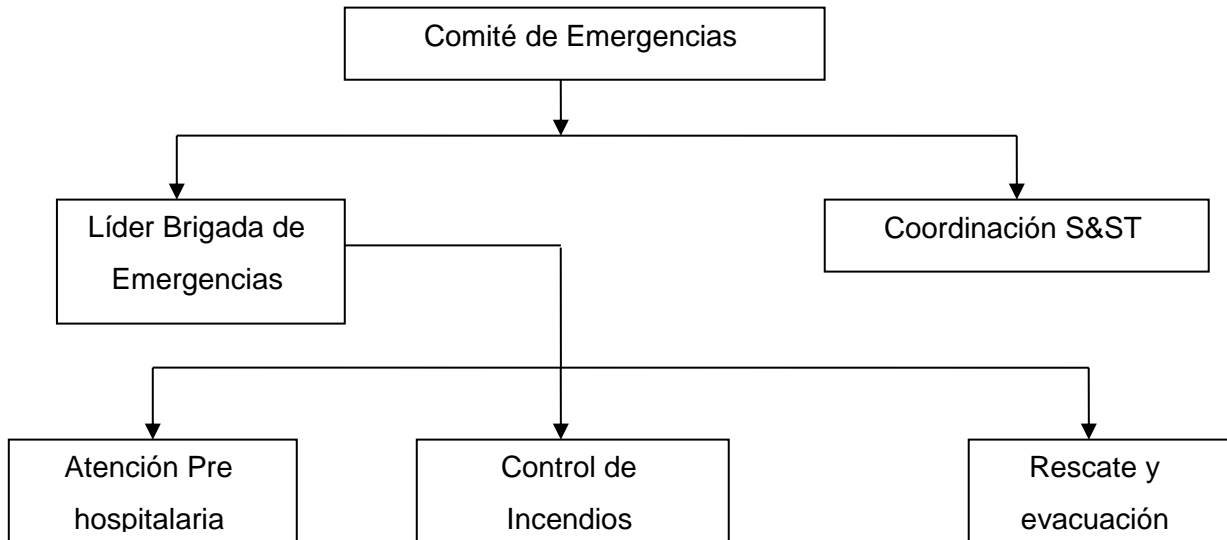 Comité de Emergencias
Líder Brigada de
Emergencias
Coordinación S&ST
Atención Pre
hospitalaria
Control de
Incendios
Rescate y
evacuación